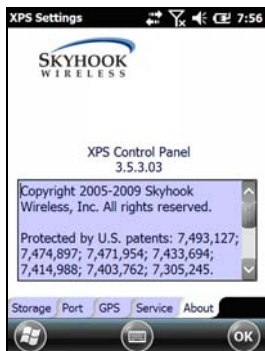 XPS Settings 7:56
SKYHOOK
WIRELESS
XPS Control Panel
3.5.3.03
Copyright 2005-2009 Skyhook
Wireless, Inc. All rights reserved.
Protected by U.S. patents: 7,493,127;
7,474,897; 7,471,954; 7,433,694;
7,414,988; 7,403,762; 7,305,245.
Storage Port GPS Service About
OK